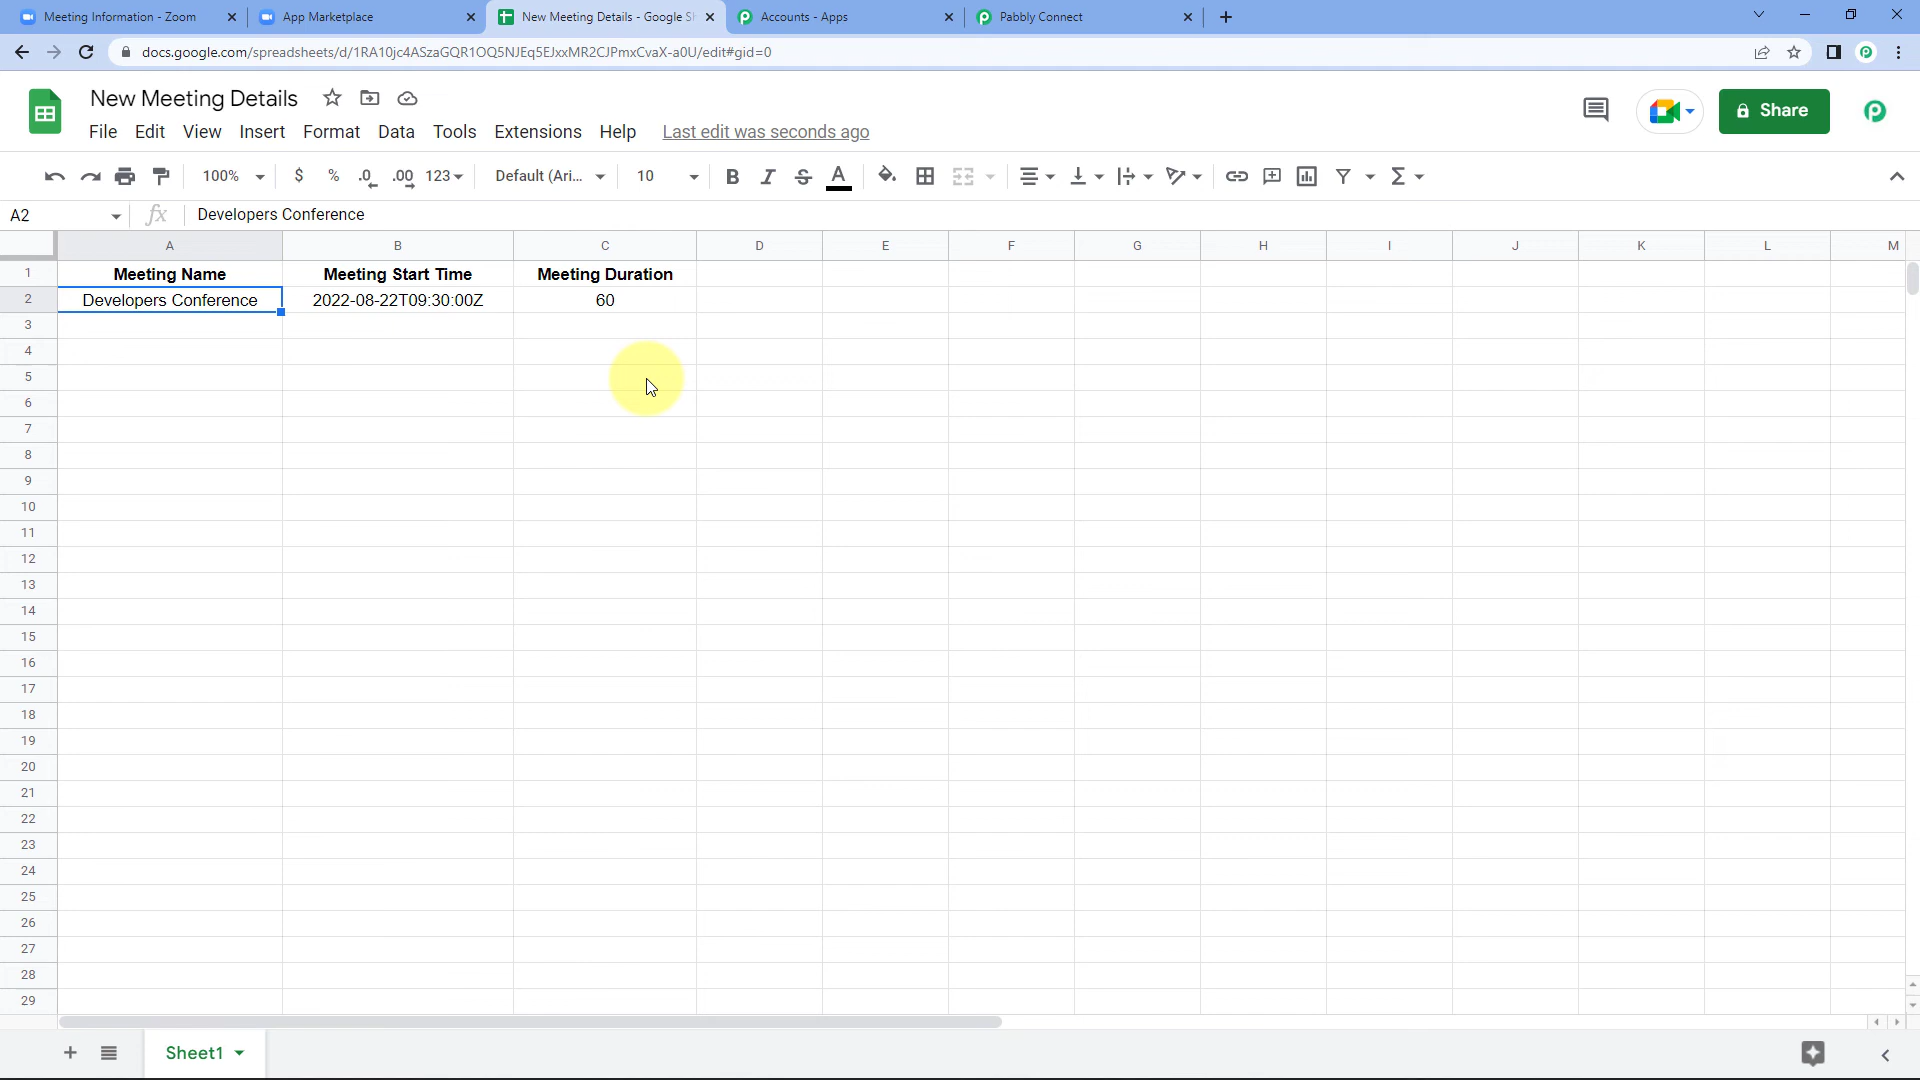 Meeting Information - Zoom
App Marketplace
New Meeting Details - Google Sh
Accounts - Apps
Pabbly Connect
docs.google.com/spreadsheets/d/1RA10jc4ASzaGQR1OQ5NJEq5EJxxMR2CJPmxCvaX-a0U/edit#gid=0
New Meeting Details
File Edit View Insert Format Data Tools Extensions Help Last edit was seconds ago
Share
100% $ % .0 .00 123 Default (Ari... 10 B I S A Σ
A2 fx Developers Conference
A B C D E F G H I J K L M
1 Meeting Name Meeting Start Time Meeting Duration
2 Developers Conference 2022-08-22T09:30:00Z 60
3
4
5
6
7
8
9
10
11
12
13
14
15
16
17
18
19
20
21
22
23
24
25
26
27
28
29
Sheet1